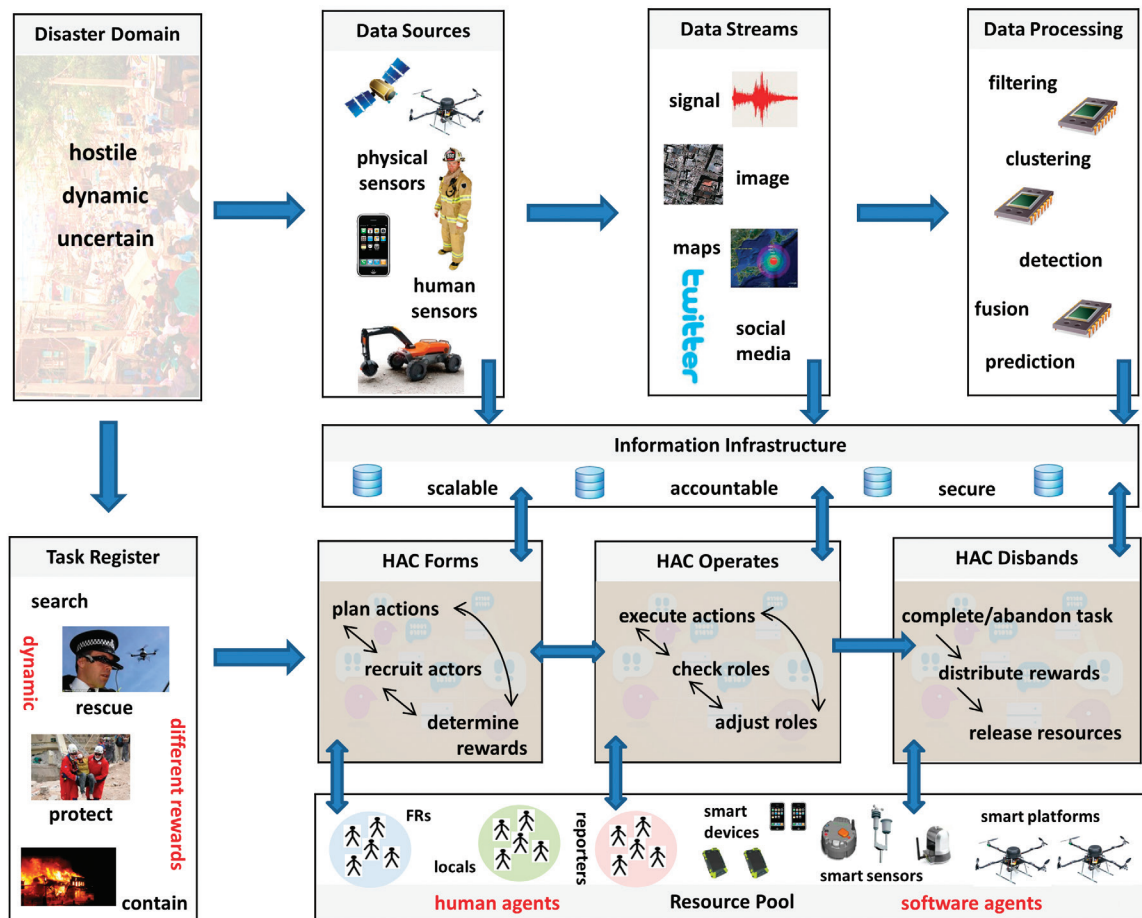 Disaster Domain
hostile
dynamic
uncertain
Data Sources
physical
sensors
human
sensors
Data Streams
signal
image
maps
twitter
social
media
Data Processing
filtering
clustering
detection
fusion
prediction
Information Infrastructure
scalable
accountable
secure
Task Register
search
dynamic
rescue
different rewards
protect
contain
HAC Forms
plan actions
recruit actors
determine
rewards
HAC Operates
execute actions
check roles
adjust roles
HAC Disbands
complete/abandon task
distribute rewards
release resources
FRs
locals
reporters
smart
devices
smart sensors
smart platforms
human agents
Resource Pool
software agents